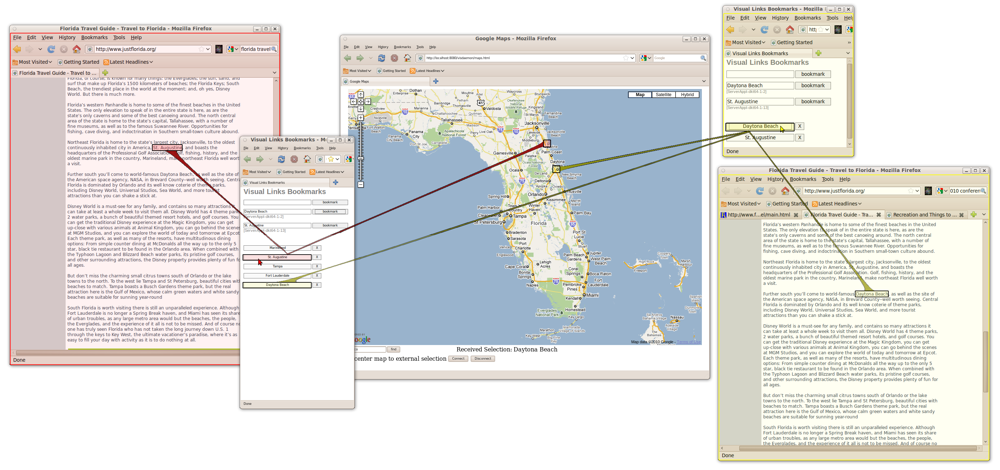 Florida Travel Guide - Travel to Florida - Mozilla Firefox
File Edit View History Bookmarks Tools Help
http://www.justflorida.org/
florida travel
Most Visited Getting Started Latest Headlines
Florida Travel Guide - Travel to ...
Florida, of course, is known for many things: the Everglades; the sun, sand, and
surf that make up Florida's 1500 kilometers of beaches; the Florida Keys; South
Beach, the trendiest place in the world at the moment; and, oh yes, Disney
World. But there is much more.
Florida's western Panhandle is home to some of the finest beaches in the United
States. The only elevation to speak of in the entire state is here, as are the
state's only caverns and some of the best canoeing around. The north central
area of the state is home to the state's capital, Tallahassee, with a number of
fine museums, as well as to the famous Suwannee River. Opportunities for
fishing, cave diving, and indoctrination in Southern small-town culture abound.
Northeast Florida is home to the state's largest city, Jacksonville, to the oldest
continuously inhabited city in America, St. Augustine, and boasts the
headquarters of the Professional Golf Association. Golf, fishing, history, and the
oldest marine park in the country, Marineland, make northeast Florida well wort
a visit.
Further south you'll come to world-famous Daytona Beach, as well as the site of
the American space agency, NASA, in Brevard County--well worth seeing. Centra
Florida is dominated by Orlando and its well know coterie of theme parks,
including Disney World, Universal Studios, Sea World, and more tourist
attractions than you can shake a stick at.
Disney World is a must-see for any family, and contains so many attractions it
can take at least a whole week to visit them all. Disney World has 4 theme park
2 water parks, a bunch of beautiful themed resort hotels, and golf courses. You
can get the traditional Disney experience at the Magic Kingdom, you can get
up-close with various animals at Animal Kingdom, you can go behind the scenes
at MGM Studios, and you can explore the world of today and tomorrow at Epcot
Each theme park, as well as many of the resorts, have multitudinous dining
options: From simple counter dining at McDonalds all the way up to the only 5
star, black tie restaurant to be found in the Orlando area. When combined with
the Typhoon Lagoon and Blizzard Beach water parks, its pristine golf courses,
and other surrounding attractions, the Disney property provides plenty of fun fo
all ages.
But don't miss the charming small citrus towns south of Orlando or the lake
towns to the north. To the west lie Tampa and St Petersburg, beautiful cities wit
beaches to match. Tampa boasts a Busch Gardens theme park, but the real
attraction here is the Gulf of Mexico, whose calm green waters and white sandy
beaches are suitable for sunning year-round
South Florida is worth visiting there is still an unparalleled experience. Although
Fort Lauderdale is no longer a Spring Break haven, and Miami has seen its share
of urban troubles, as any large metro area would but the beaches, the people,
the Everglades, and the experience of it all is not to be missed. And of course no
one has truly seen Florida who has not taken the long journey down U.S. 1
through the keys to Key West, the ultimate vacationer's paradise, where it's as
easy to fill your day with activity as it is to do nothing at all.
Done
Visual Links Bookmarks - M
File Edit View History Bookmarks Tools Help
Most Visited Getting Started Latest Headlines
Visual Links Bookmarks
Visual Links Bookmarks
bookmark
Daytona Beach bookmark
[ServerAppl-dkt64-1-2]
St. Augustine bookmark
[ServerAppl-dkt64-1-13]
Marineland X
St. Augustine X
Tampa X
Fort Lauderdale X
Daytona Beach X
Done
Google Maps - Mozilla Firefox
File Edit View History Bookmarks Tools Help
http://localhost:8080/visdaemon/maps.html
Google
Most Visited Getting Started Latest Headlines
Google Maps
Map Satellite Hybrid
Dothan
Enterprise
Moultrie
Adel
Waycross
Brunswick
65
41
Pelham
Okefenokee
National
Wildlife Refuge
Bainbridge
Thomasville
Kingsland
Crestview
Marianna
Valdosta
10
Chattahoochee
Quitman
St Marys
Fernandina
Beach
Niceville
Ferry
Tallahassee
Jacksonville
Fort Walton
Beach
Madison
75
10
Panama
City Beach
Panama
City
Apalachicola
National Forest
Perry Live Oak
Lakeside
Jacksonville
Beach
Middleburg
Port St Joe
Carrabelle
Augustine
Gainesville
Palatka
Palm Coast
Ocala National
Forest
Daytona
Beach
Ocala
De Land
New Smyrna
Beach
75
Deltona
Apopka
Oviedo
Titusville
Spring Hill
Orlando
Kissimmee
Merritt
Island
Palm Harbor
Town 'n'
Country
Winter
Haven
Clearwater
Tampa
Palm Bay
St Petersburg
Florida
95
Bradenton
Sarasota
Port St
Lucie
Venice
Port
Charlotte
Stuart
Englewood
Palm Beach
Gardens
Jupiter
West Palm
Beach
Coopers
Town
Cape Coral
Lehigh
Acres
High Rock
Freeport
Marsh
Harbour
Bonita
Springs
Coral
Springs
Boca Raton
Naples
75
Fort
Lauderdale
Pembroke
Pines
Miami
Kendall
Spanish
Wells
Everglades
National Park
Homestead
Dunmore
Town
Key Largo
Sa Andros
Bahama Village
Nassau
Islamorada,
Village of Islands
Adelaide
Village
Marathon
Key West
Big Pine
Key
The
Bahamas
ERED BY
oogle
Map data ©2010 Google - Terms of Use
co find Received Selection: Daytona Beach
center map to external selection Connect Disconnect
Visual Links Bookmarks - Mozilla
File Edit View History Bookmarks Tools Help
htt
Most Visited Getting Started »
Visual Links Bookmarks
Visual Links Bookmarks
bookmark
Daytona Beach bookmark
[ServerAppl-dkt64-1-2]
St. Augustine bookmark
[ServerAppl-dkt64-1-13]
Daytona Beach X
St. Augustine X
Done
Florida Travel Guide - Travel to Florida - Mozilla Firefox
File Edit View History Bookmarks Tools Help
http://www.justflorida.org/
010 conferen
Most Visited Getting Started Latest Headlines
http://www.f...el/main.html Florida Travel Guide - Tra... Recreation and Things to ...
Florida's western Panhandle is home to some of the finest beaches in the United
States. The only elevation to speak of in the entire state is here, as are the
state's only caverns and some of the best canoeing around. The north central
area of the state is home to the state's capital, Tallahassee, with a number of
fine museums, as well as to the famous Suwannee River. Opportunities for
fishing, cave diving, and indoctrination in Southern small-town culture abound.
Northeast Florida is home to the state's largest city, Jacksonville, to the oldest
continuously inhabited city in America, St. Augustine, and boasts the
headquarters of the Professional Golf Association. Golf, fishing, history, and the
oldest marine park in the country, Marineland, make northeast Florida well worth
a visit.
Further south you'll come to world-famous Daytona Beach, as well as the site of
the American space agency, NASA, in Brevard County--well worth seeing. Central
Florida is dominated by Orlando and its well know coterie of theme parks,
including Disney World, Universal Studios, Sea World, and more tourist
attractions than you can shake a stick at.
Disney World is a must-see for any family, and contains so many attractions it
can take at least a whole week to visit them all. Disney World has 4 theme parks,
2 water parks, a bunch of beautiful themed resort hotels, and golf courses. You
can get the traditional Disney experience at the Magic Kingdom, you can get
up-close with various animals at Animal Kingdom, you can go behind the scenes
at MGM Studios, and you can explore the world of today and tomorrow at Epcot.
Each theme park, as well as many of the resorts, have multitudinous dining
options: From simple counter dining at McDonalds all the way up to the only 5
star, black tie restaurant to be found in the Orlando area. When combined with
the Typhoon Lagoon and Blizzard Beach water parks, its pristine golf courses,
and other surrounding attractions, the Disney property provides plenty of fun for
all ages.
But don't miss the charming small citrus towns south of Orlando or the lake
towns to the north. To the west lie Tampa and St Petersburg, beautiful cities with
beaches to match. Tampa boasts a Busch Gardens theme park, but the real
attraction here is the Gulf of Mexico, whose calm green waters and white sandy
beaches are suitable for sunning year-round
South Florida is worth visiting there is still an unparalleled experience. Although
Fort Lauderdale is no longer a Spring Break haven, and Miami has seen its share
of urban troubles, as any large metro area would but the beaches, the people,
the Everglades, and the experience of it all is not to be missed. And of course no
Done